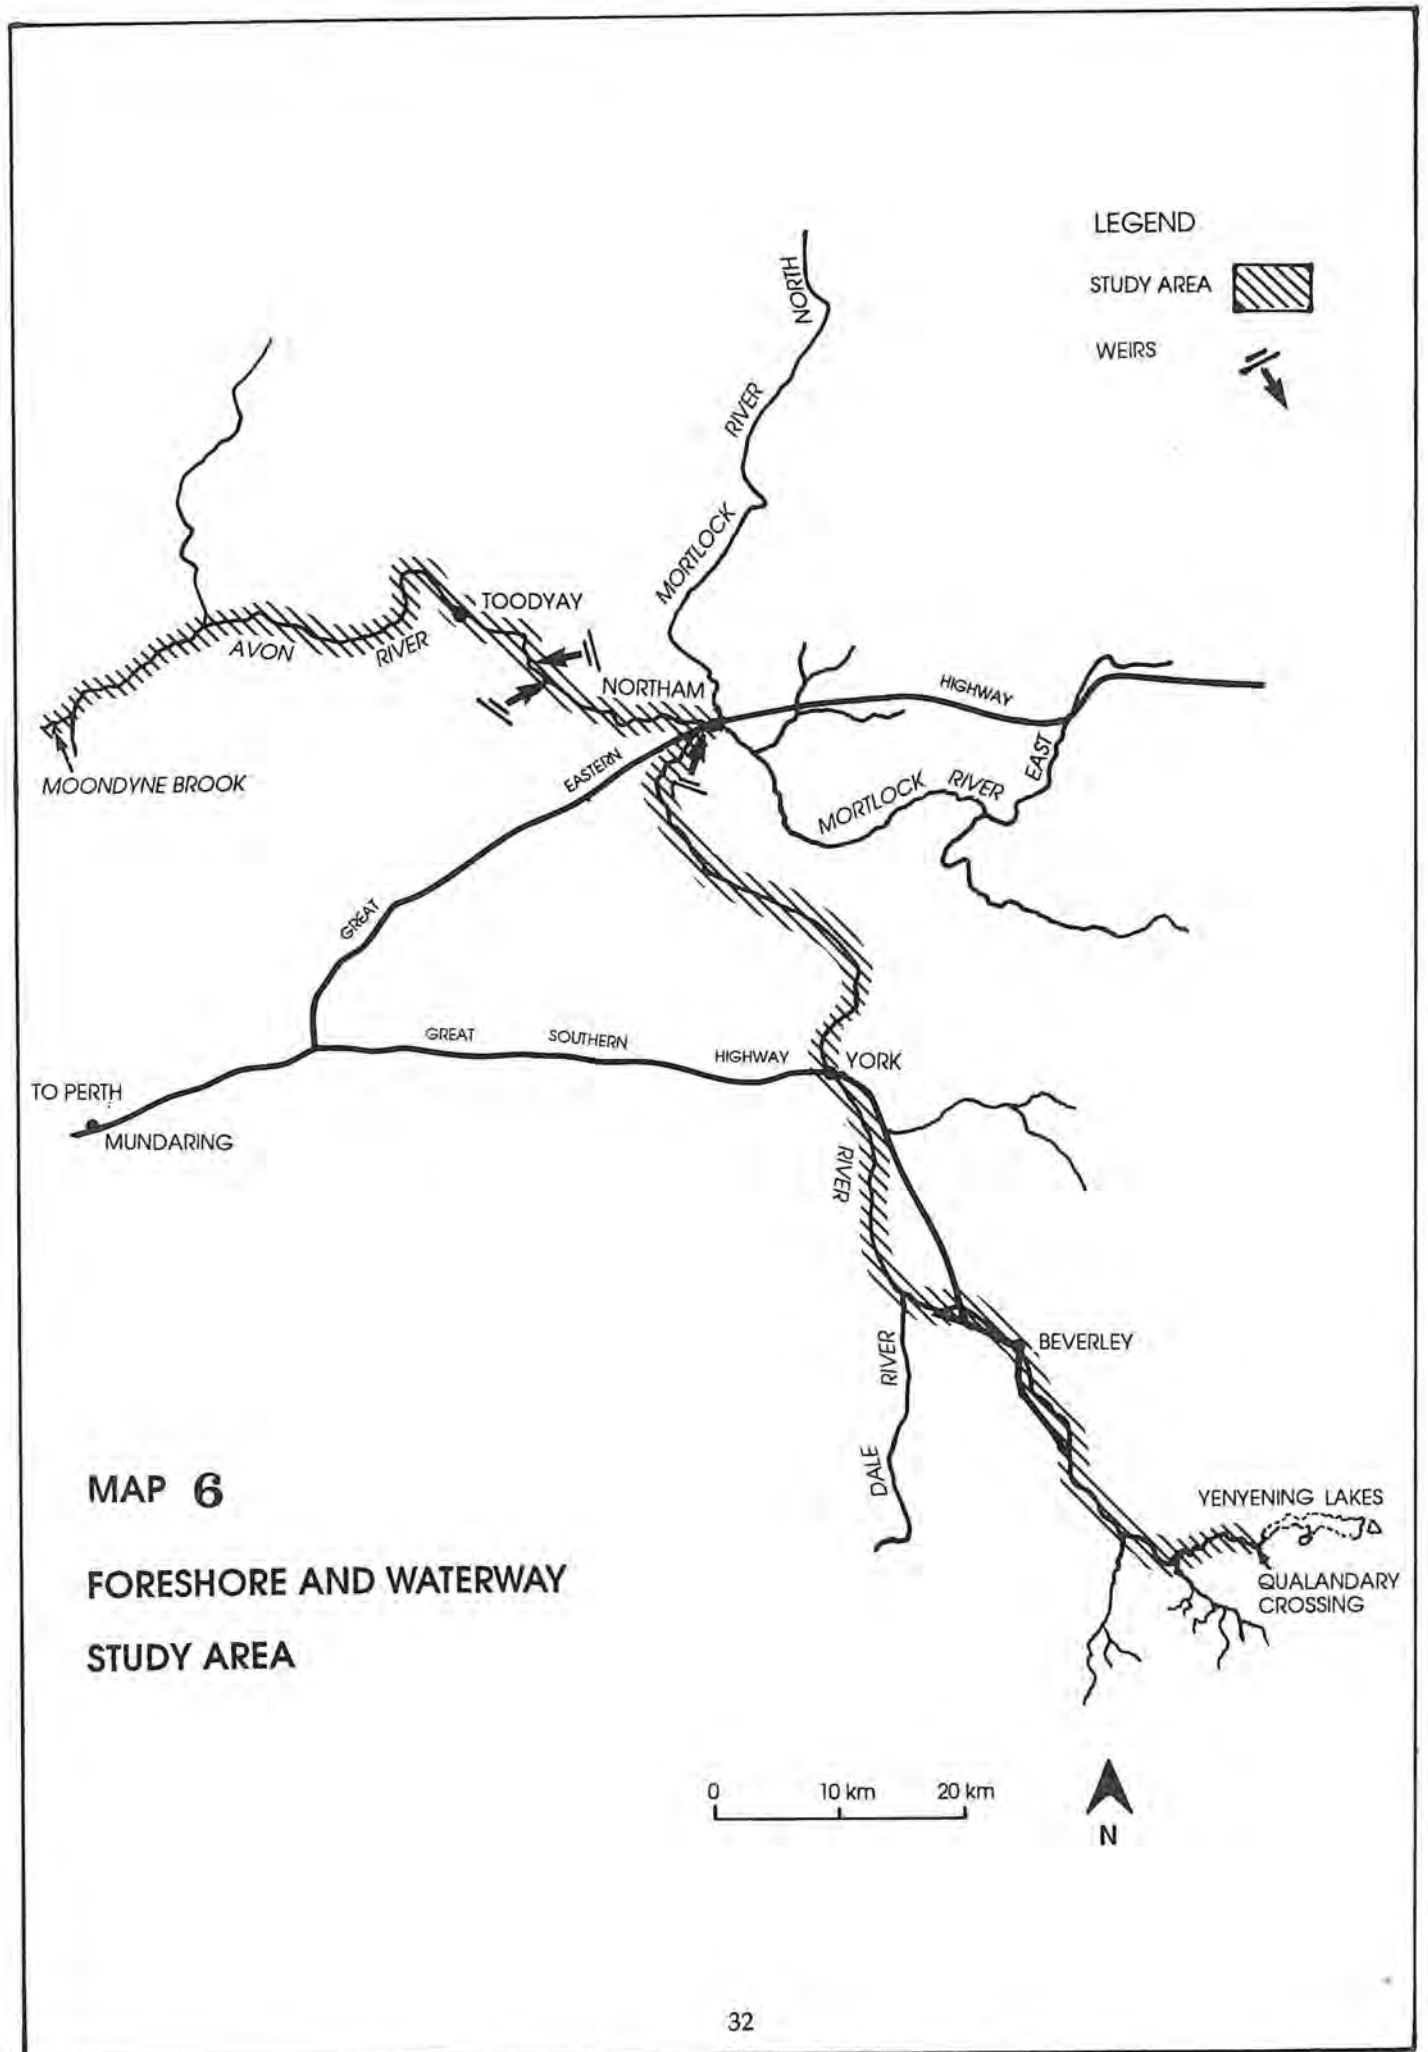 LEGEND
STUDY AREA
WEIRS
NORTH
RIVER
MORTLOCK
TOODYAY
AVON
RIVER
NORTHAM
HIGHWAY
EAST
MOONDYNE BROOK
EASTERN
MORTLOCK
RIVER
GREAT
GREAT
SOUTHERN
HIGHWAY
YORK
TO PERTH
MUNDARING
RIVER
RIVER
BEVERLEY
DALE
MAP 6
YENYENING LAKES
FORESHORE AND WATERWAY
QUALANDARY
CROSSING
STUDY AREA
0
10 km
20 km
N
32